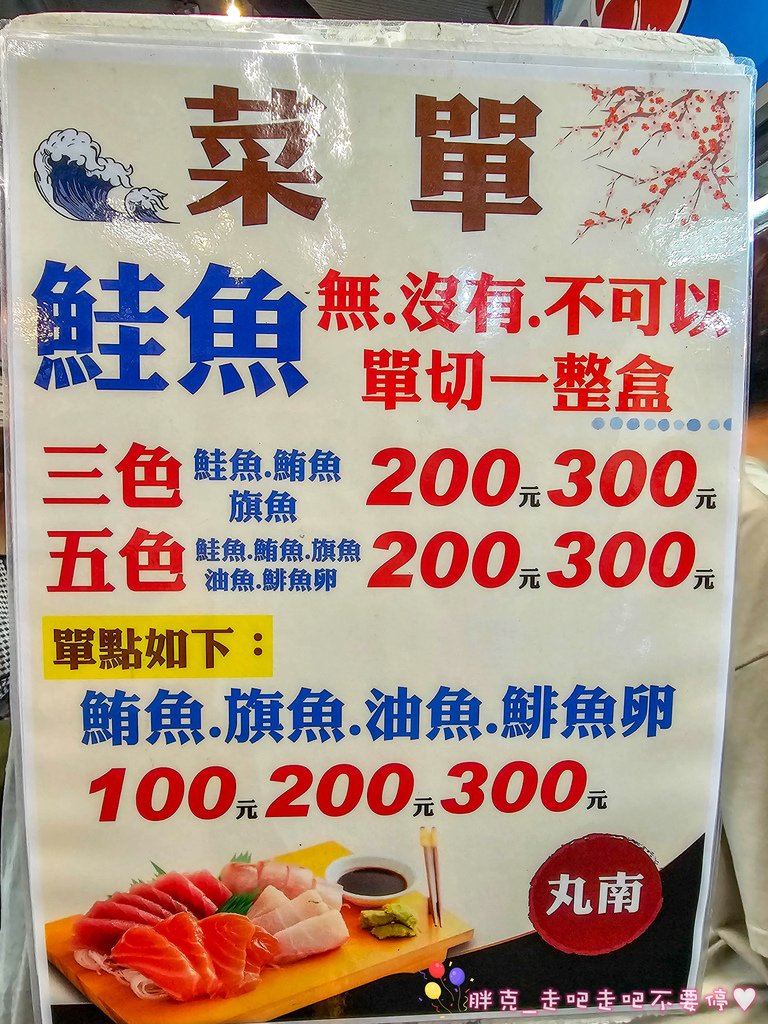 菜單
鮭魚 無.沒有.不可以
單切一整盒
三色 鮭魚.鮪魚 200元 300元
旗魚
五色 鮭魚.鮪魚.旗魚 200元 300元
油魚.鯡魚卵
單點如下：
鮪魚.旗魚.油魚.鯡魚卵
100元 200元 300元
丸南
胖克_走吧走吧不要停♡